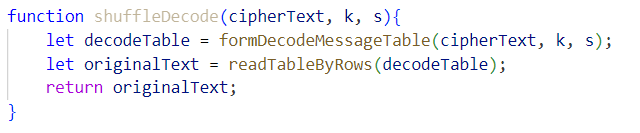 function shuffleDecode(cipherText, k, s){
    let decodeTable = formDecodeMessageTable(cipherText, k, s);
    let originalText = readTableByRows(decodeTable);
    return originalText;
}